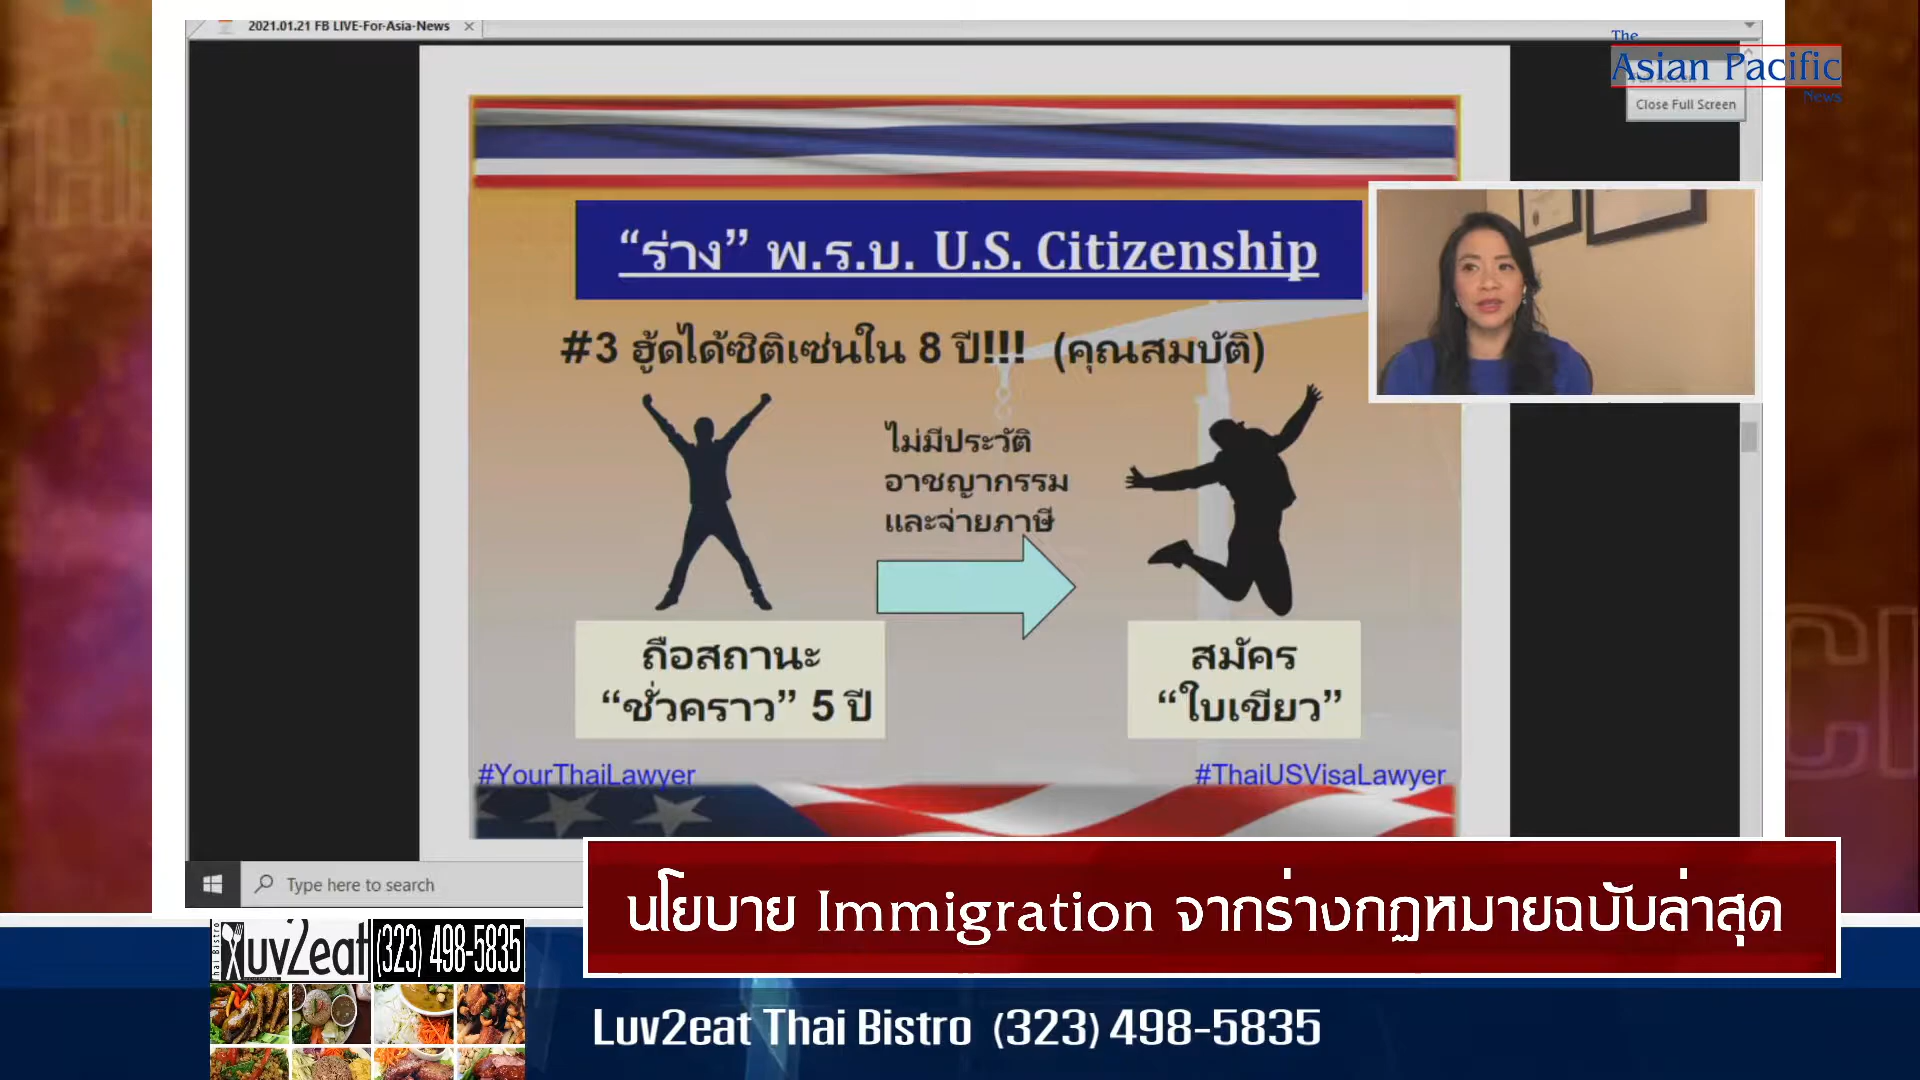 2021.01.21 FB LIVE-For-Asia-News
The
Asian Pacific
News
Close Full Screen
“ร่าง” พ.ร.บ. U.S. Citizenship
#3 ฮู้ดได้ซิติเซ่นใน 8 ปี!!! (คุณสมบัติ)
ไม่มีประวัติ
อาชญากรรม
และจ่ายภาษี
ถือสถานะ
“ชั่วคราว” 5 ปี
สมัคร
“ใบเขียว”
#YourThaiLawyer
#ThaiUSVisaLawyer
Type here to search
นโยบาย Immigration จากร่างกฎหมายฉบับล่าสุด
Thai Bistro
Luv2eat
(323) 498-5835
Luv2eat Thai Bistro (323) 498-5835